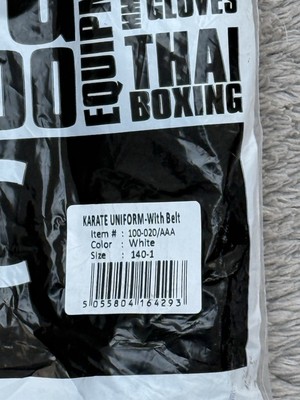 EQUIPM
MMA GLOVES
THAI
BOXING
KARATE UNIFORM-With Belt
Item # : 100-020/AAA
Color : White
Size : 140-1
5 055804 164293